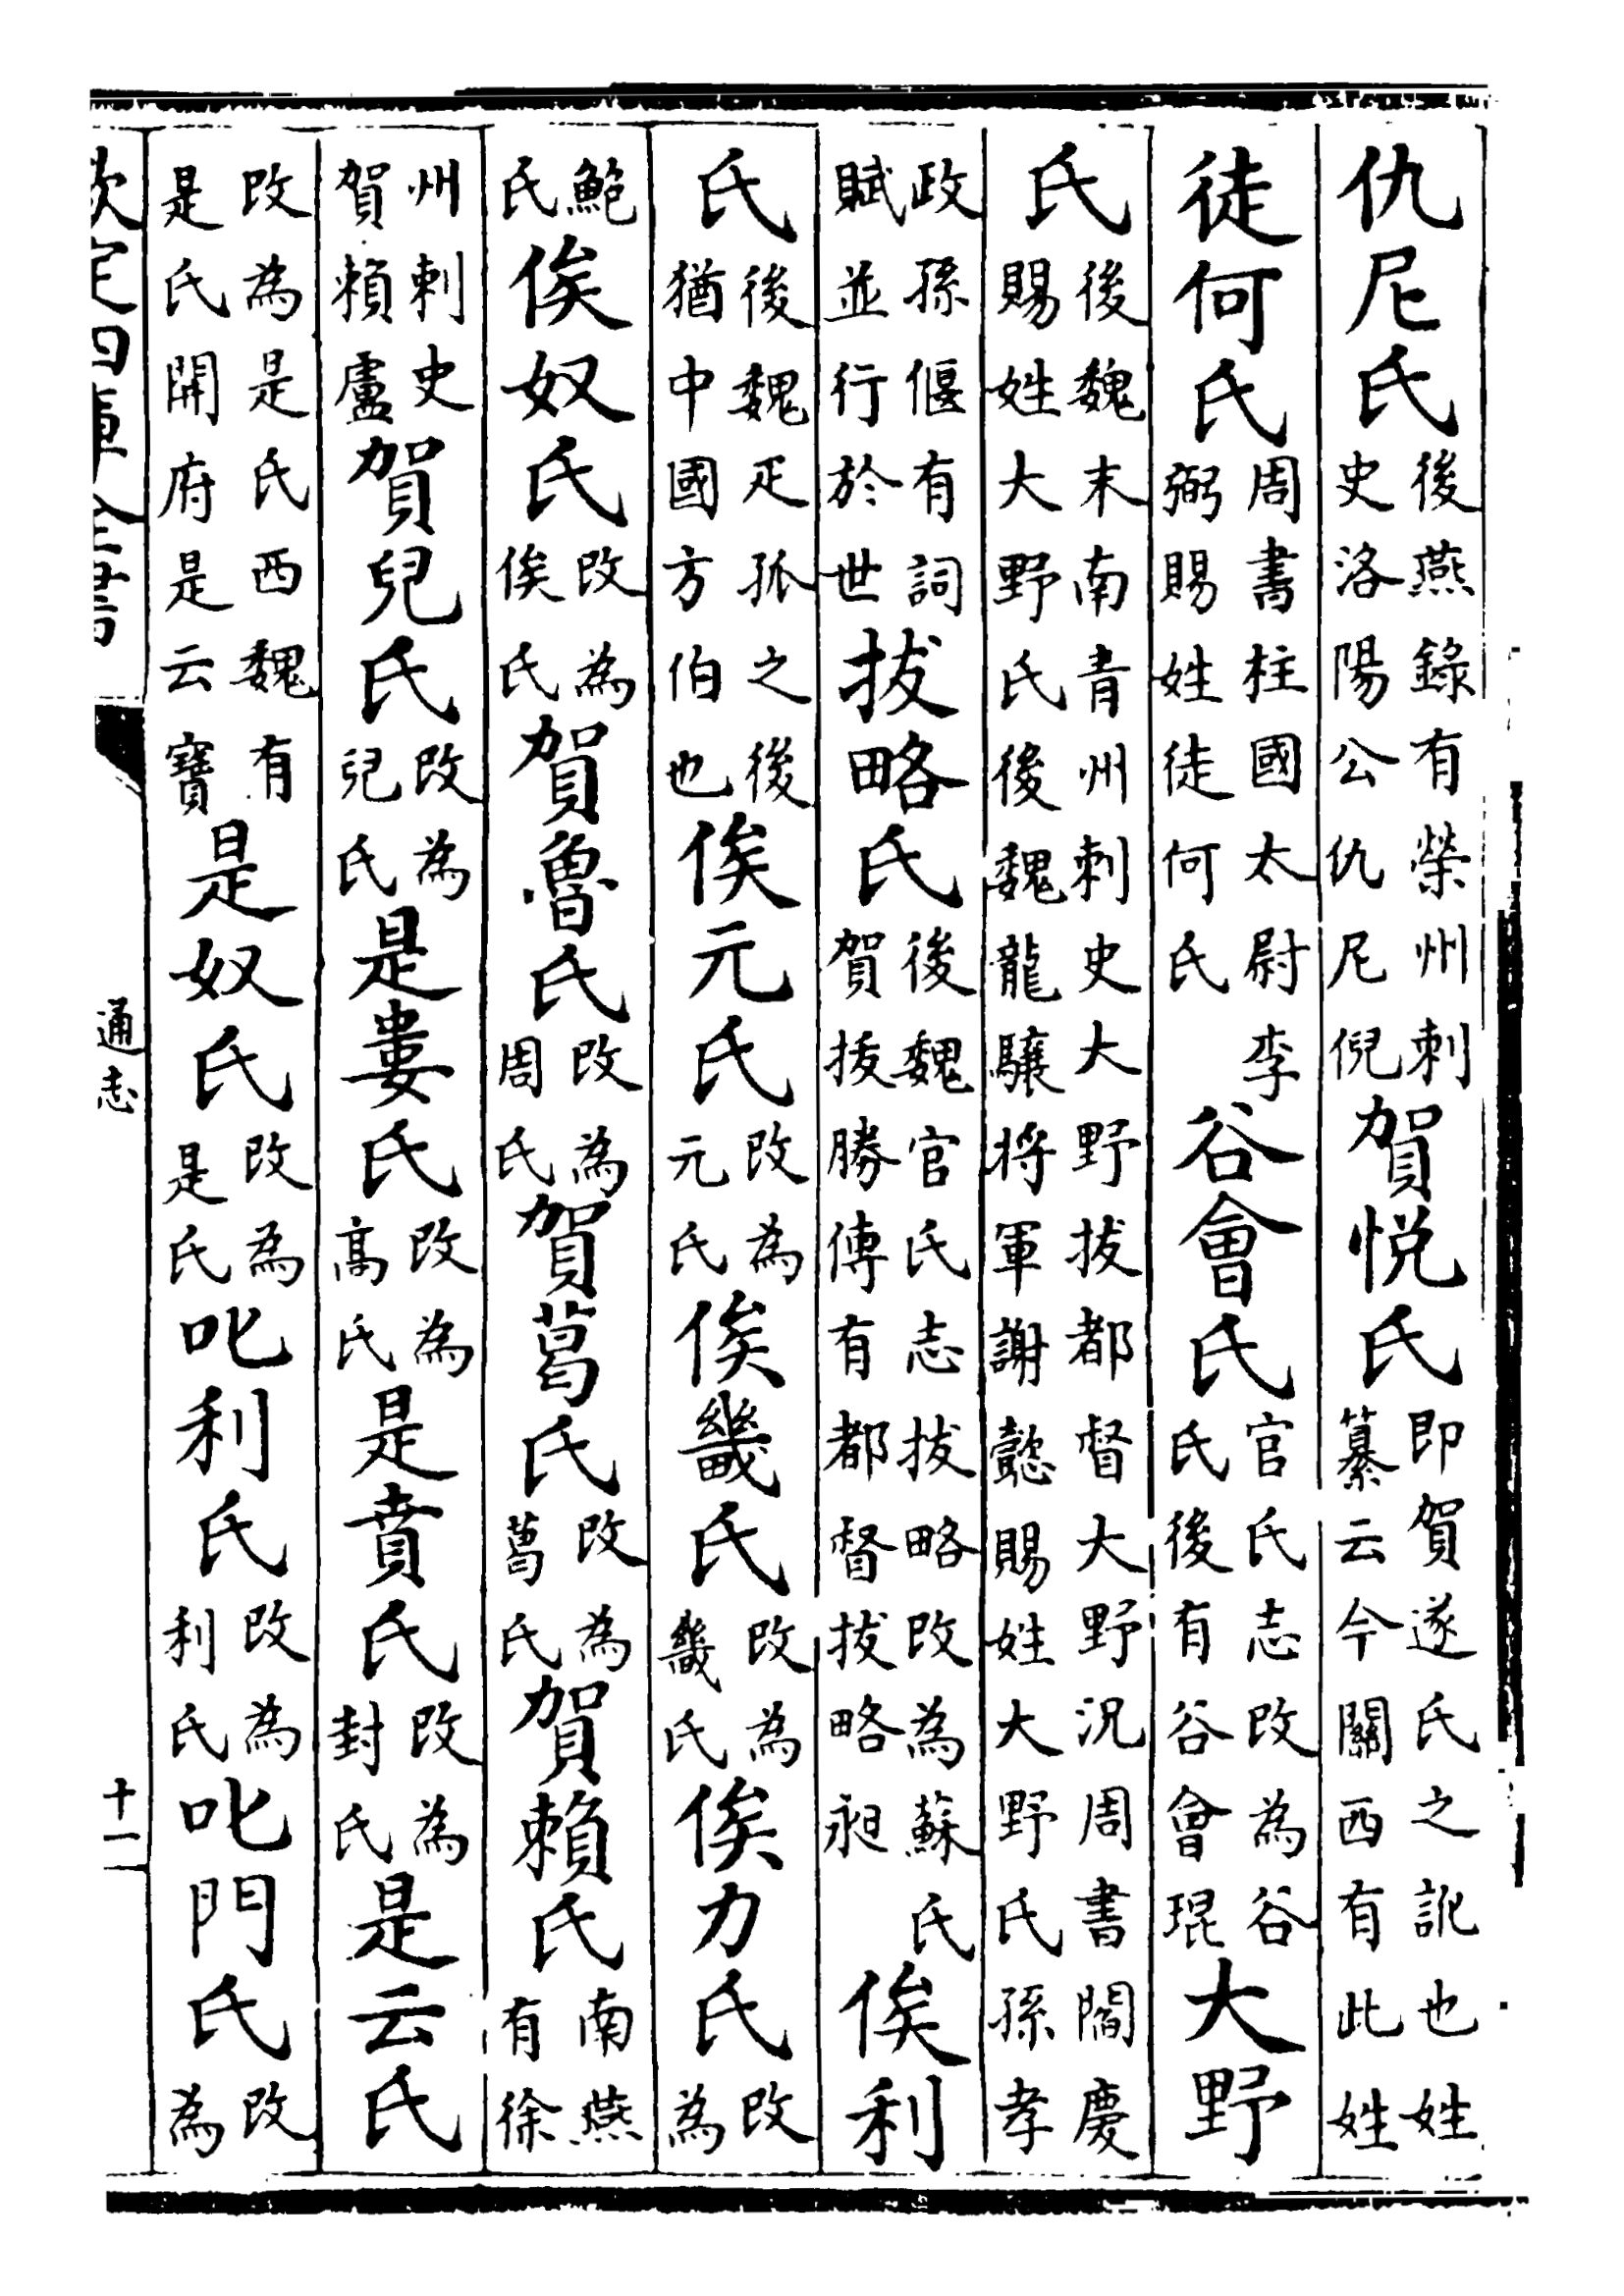 仇尼氏後燕錄有榮州刺史洛陽公仇尼倪賀悅氏即賀遂氏之訛也姓纂云今關西有此姓
徒何氏周書柱國太尉李弼賜姓徒何氏谷會氏官氏志改為谷氏後有谷會琨大野
氏後魏末南青州刺史大野拔都督大野況周書閻慶賜姓大野氏後魏龍驤將軍謝懿賜姓大野氏孫孝
政孫偃有詞賦並行於世拔略氏後魏官氏志拔略改為蘇氏賀拔勝傳有都督拔略昶俟利
氏後魏疋孤之後猶中國方伯也俟元氏改為元氏俟畿氏改為畿氏俟力氏改為
鮑氏俟奴氏改為俟氏賀魯氏改為周氏賀葛氏改為葛氏賀賴氏南燕有徐
州刺史賀賴盧賀兒氏改為兒氏是婁氏改為高氏是賁氏改為封氏是云氏
改為是氏西魏有是氏開府是云寶是奴氏改為是氏叱利氏改為利氏叱門氏改為
欽定四庫全書
通志
十一